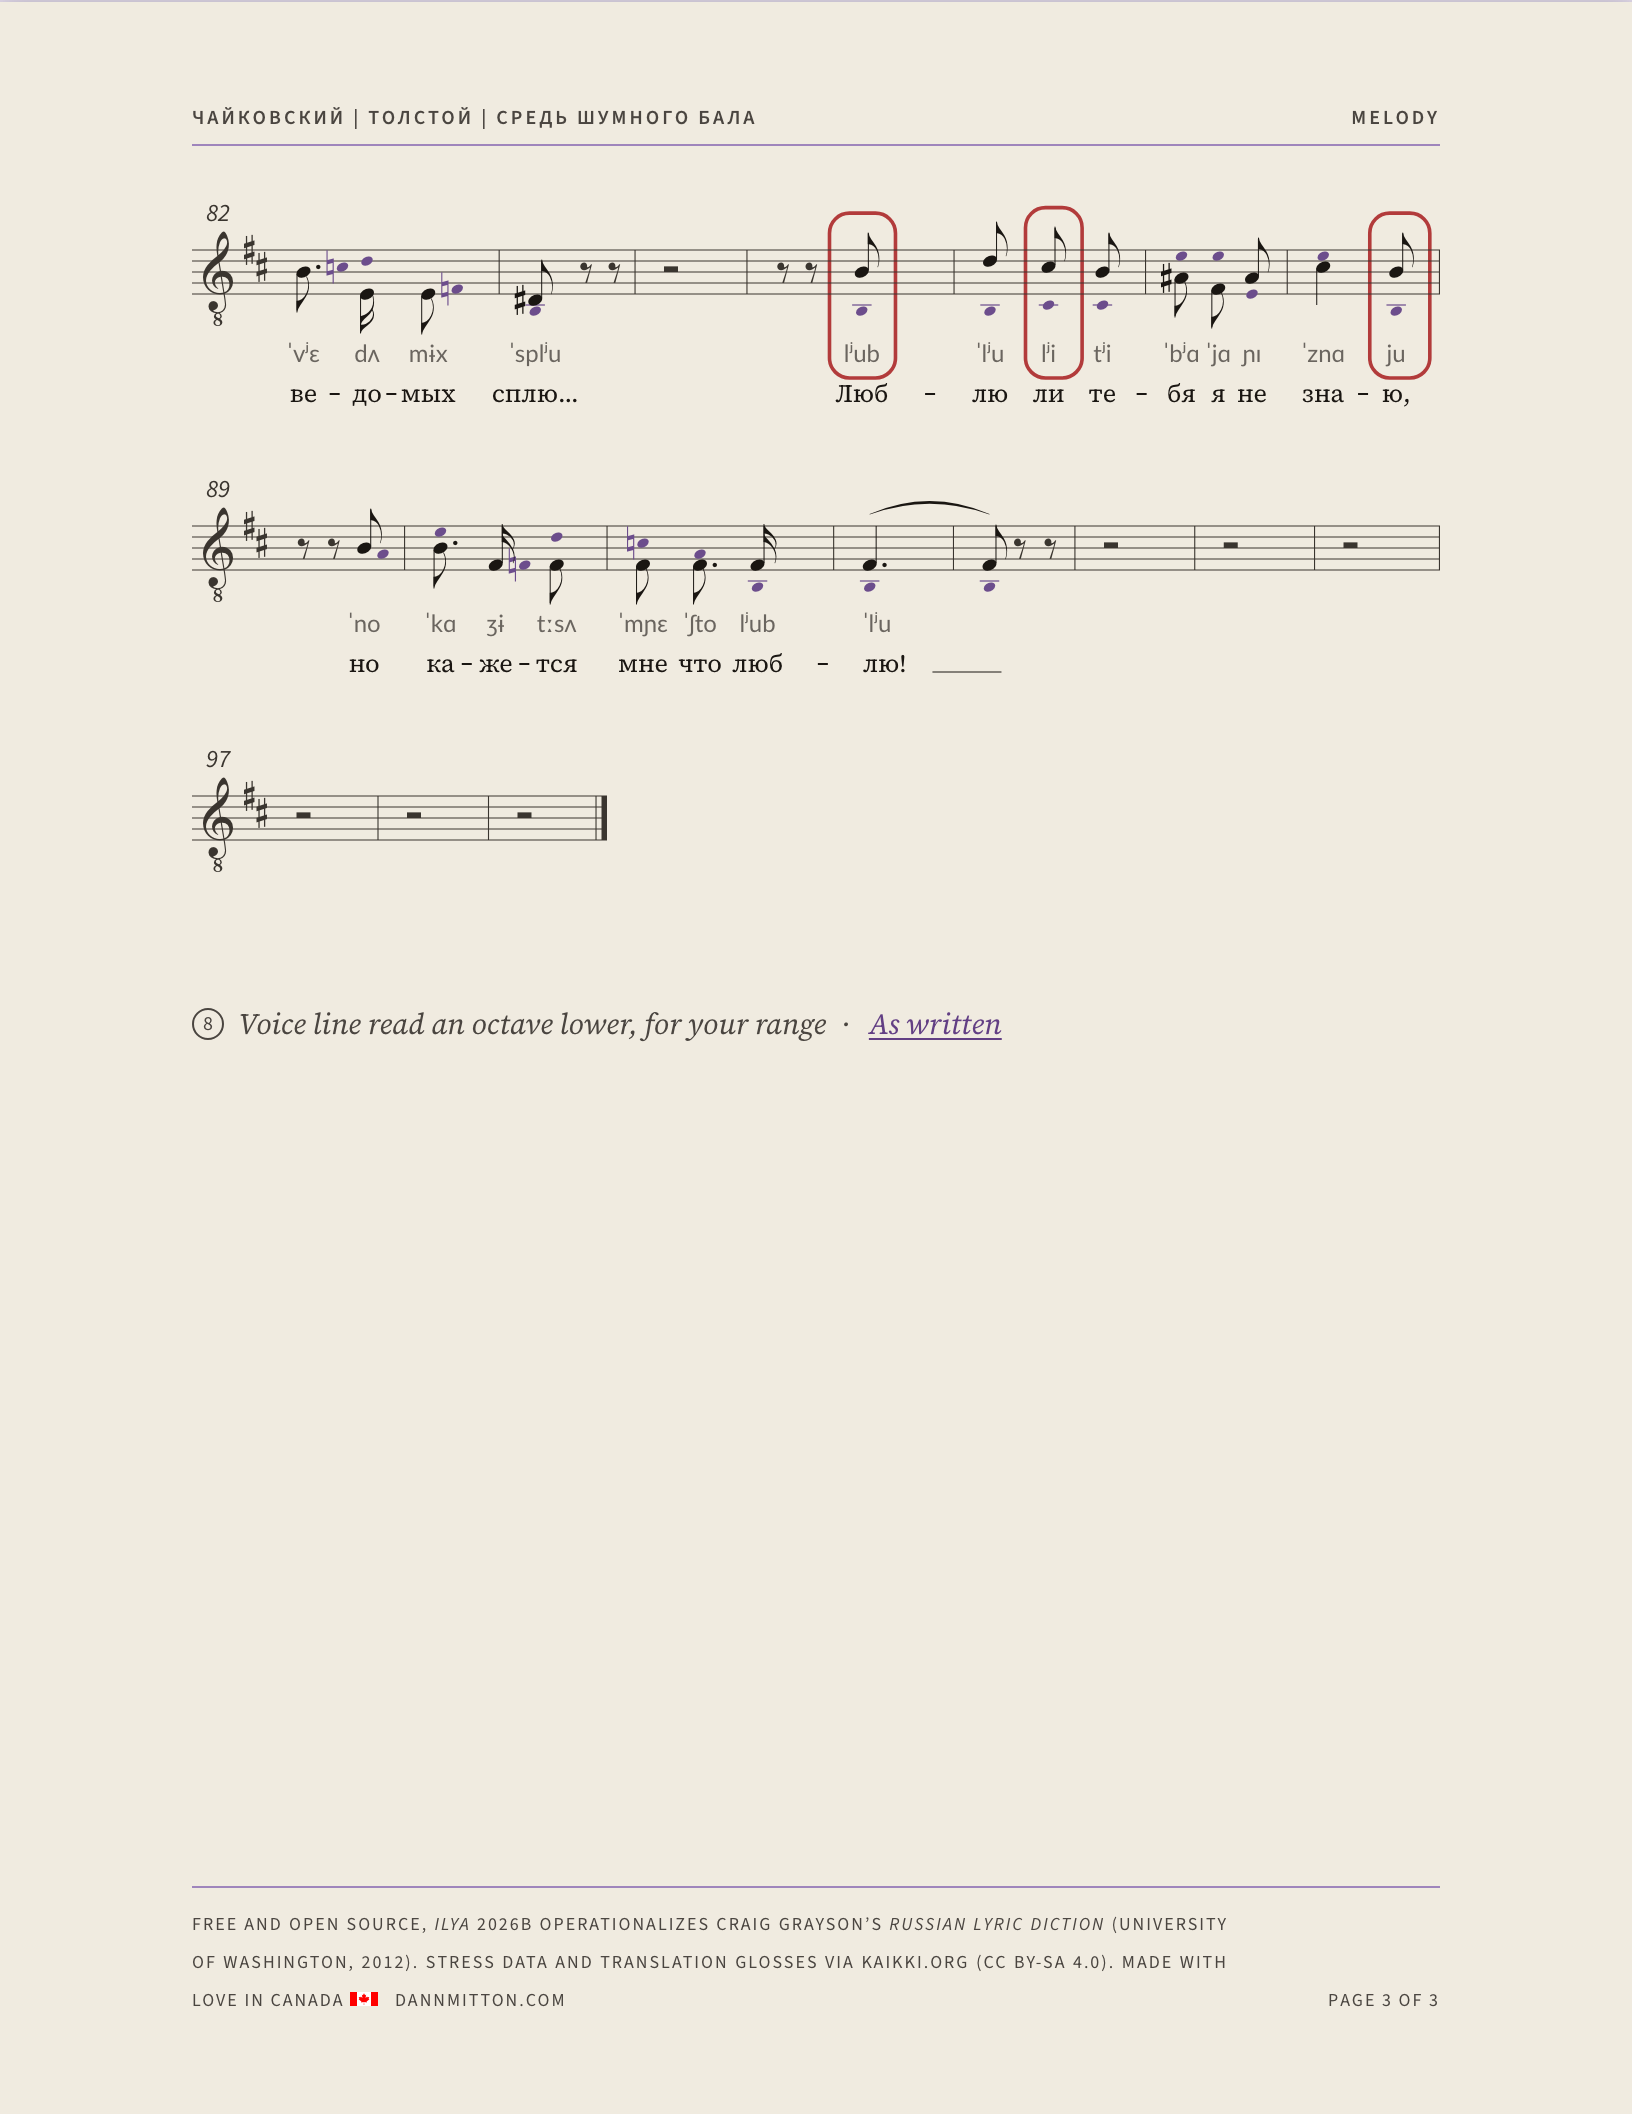 ЧАЙКОВСКИЙ | ТОЛСТОЙ | СРЕДЬ ШУМНОГО БАЛА MELODY
82
8
ˈvʲɛ dʌ mɨx ˈsplʲu lʲub ˈlʲu lʲi tʲi ˈbʲɑ ˈjɑ ɲɪ ˈznɑ ju
ве – до – мых сплю... Люб – лю ли те – бя я не зна – ю,
89
8
ˈno ˈkɑ ʒɨ tːsʌ ˈmɲɛ ˈʃto lʲub ˈlʲu
но ка – же – тся мне что люб – лю!
97
8
8 Voice line read an octave lower, for your range · As written
FREE AND OPEN SOURCE, ILYA 2026B OPERATIONALIZES CRAIG GRAYSON’S RUSSIAN LYRIC DICTION (UNIVERSITY
OF WASHINGTON, 2012). STRESS DATA AND TRANSLATION GLOSSES VIA KAIKKI.ORG (CC BY-SA 4.0). MADE WITH
LOVE IN CANADA DANNMITTON.COM PAGE 3 OF 3